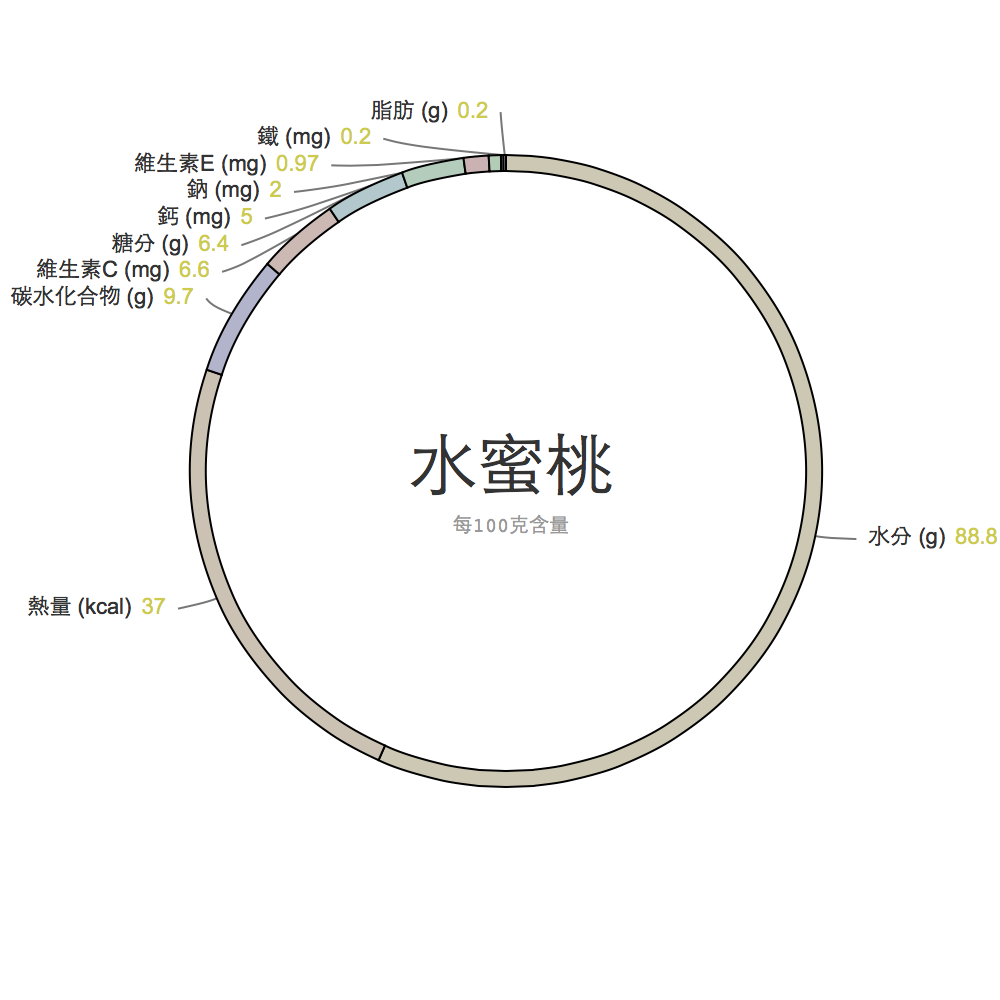 脂肪 (g) 0.2
鐵 (mg) 0.2
維生素E (mg) 0.97
鈉 (mg) 2
鈣 (mg) 5
糖分 (g) 6.4
維生素C (mg) 6.6
碳水化合物 (g) 9.7
水蜜桃
每100克含量
水分 (g) 88.8
熱量 (kcal) 37